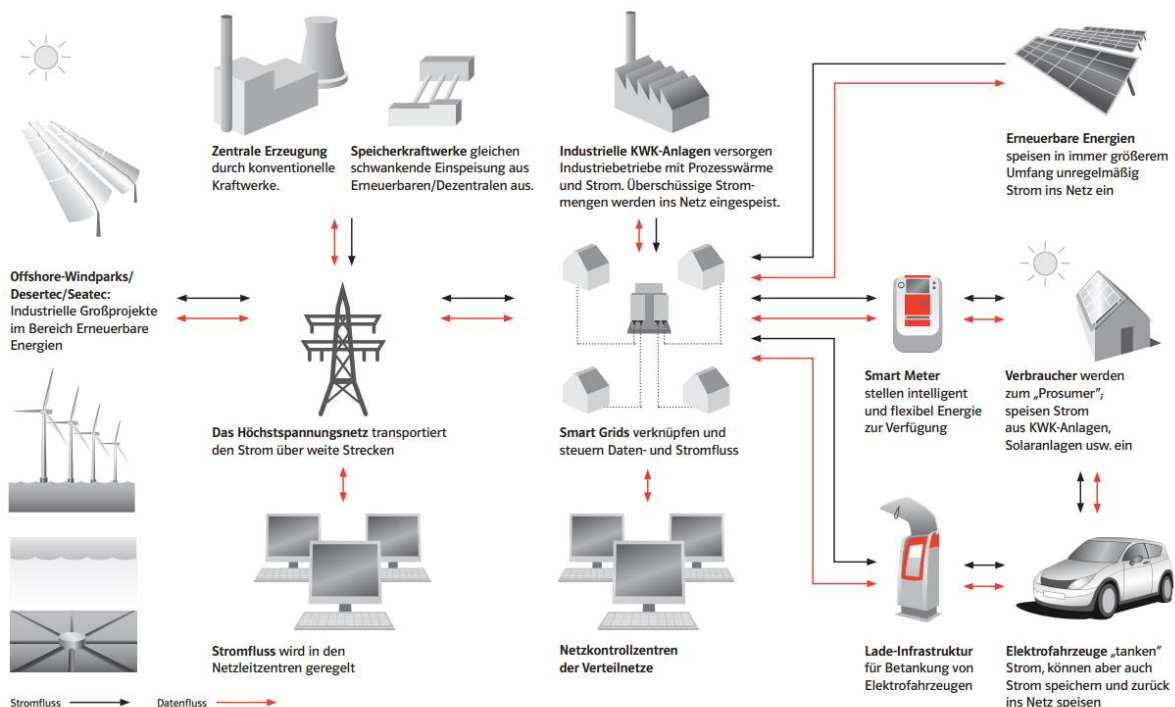 Zentrale Erzeugung
durch konventionelle
Kraftwerke.
Speicherkraftwerke gleichen
schwankende Einspeisung aus
Erneuerbaren/Dezentralen aus.
Industrielle KWK-Anlagen versorgen
Industriebetriebe mit Prozesswärme
und Strom. Überschüssige Strom-
mengen werden ins Netz eingespeist.
Erneuerbare Energien
speisen in immer größerem
Umfang unregelmäßig
Strom ins Netz ein
Offshore-Windparks/
Desertec/Seatec:
Industrielle Großprojekte
im Bereich Erneuerbare
Energien
Das Höchstspannungsnetz transportiert
den Strom über weite Strecken
Smart Grids verknüpfen und
steuern Daten- und Stromfluss
Smart Meter
stellen intelligent
und flexibel Energie
zur Verfügung
Verbraucher werden
zum „Prosumer”;
speisen Strom
aus KWK-Anlagen,
Solaranlagen usw. ein
Stromfluss wird in den
Netzleitzentren geregelt
Netzkontrollzentren
der Verteilnetze
Lade-Infrastruktur
für Betankung von
Elektrofahrzeugen
Elektrofahrzeuge „tanken”
Strom, können aber auch
Strom speichern und zurück
ins Netz speisen
Stromfluss
Datenfluss